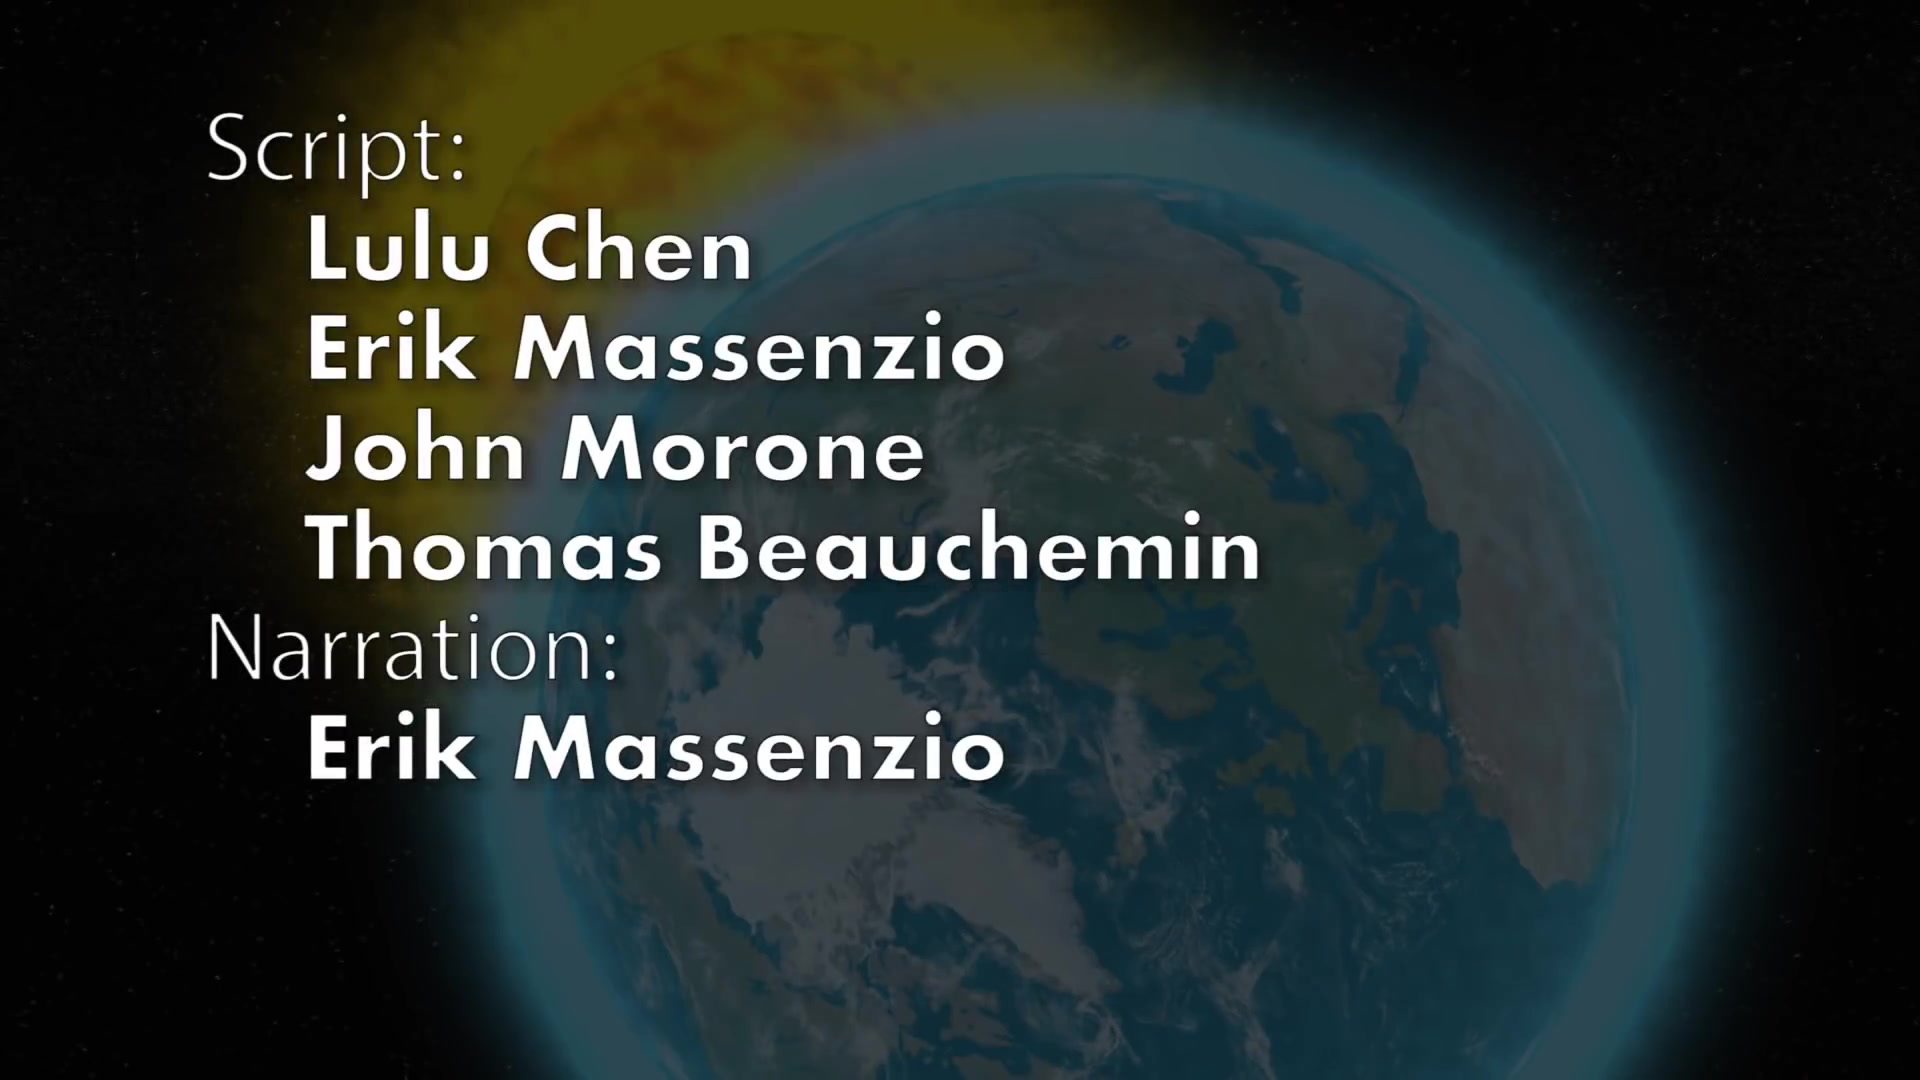 Script:
Lulu Chen
Erik Massenzio
John Morone
Thomas Beauchemin
Narration:
Erik Massenzio